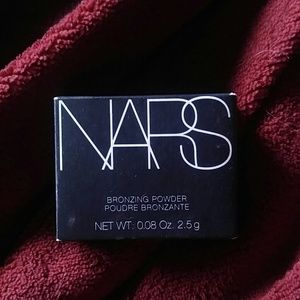 NARS
BRONZING POWDER
POUDRE BRONZANTE
NET WT: 0.08 Oz. 2.5 g